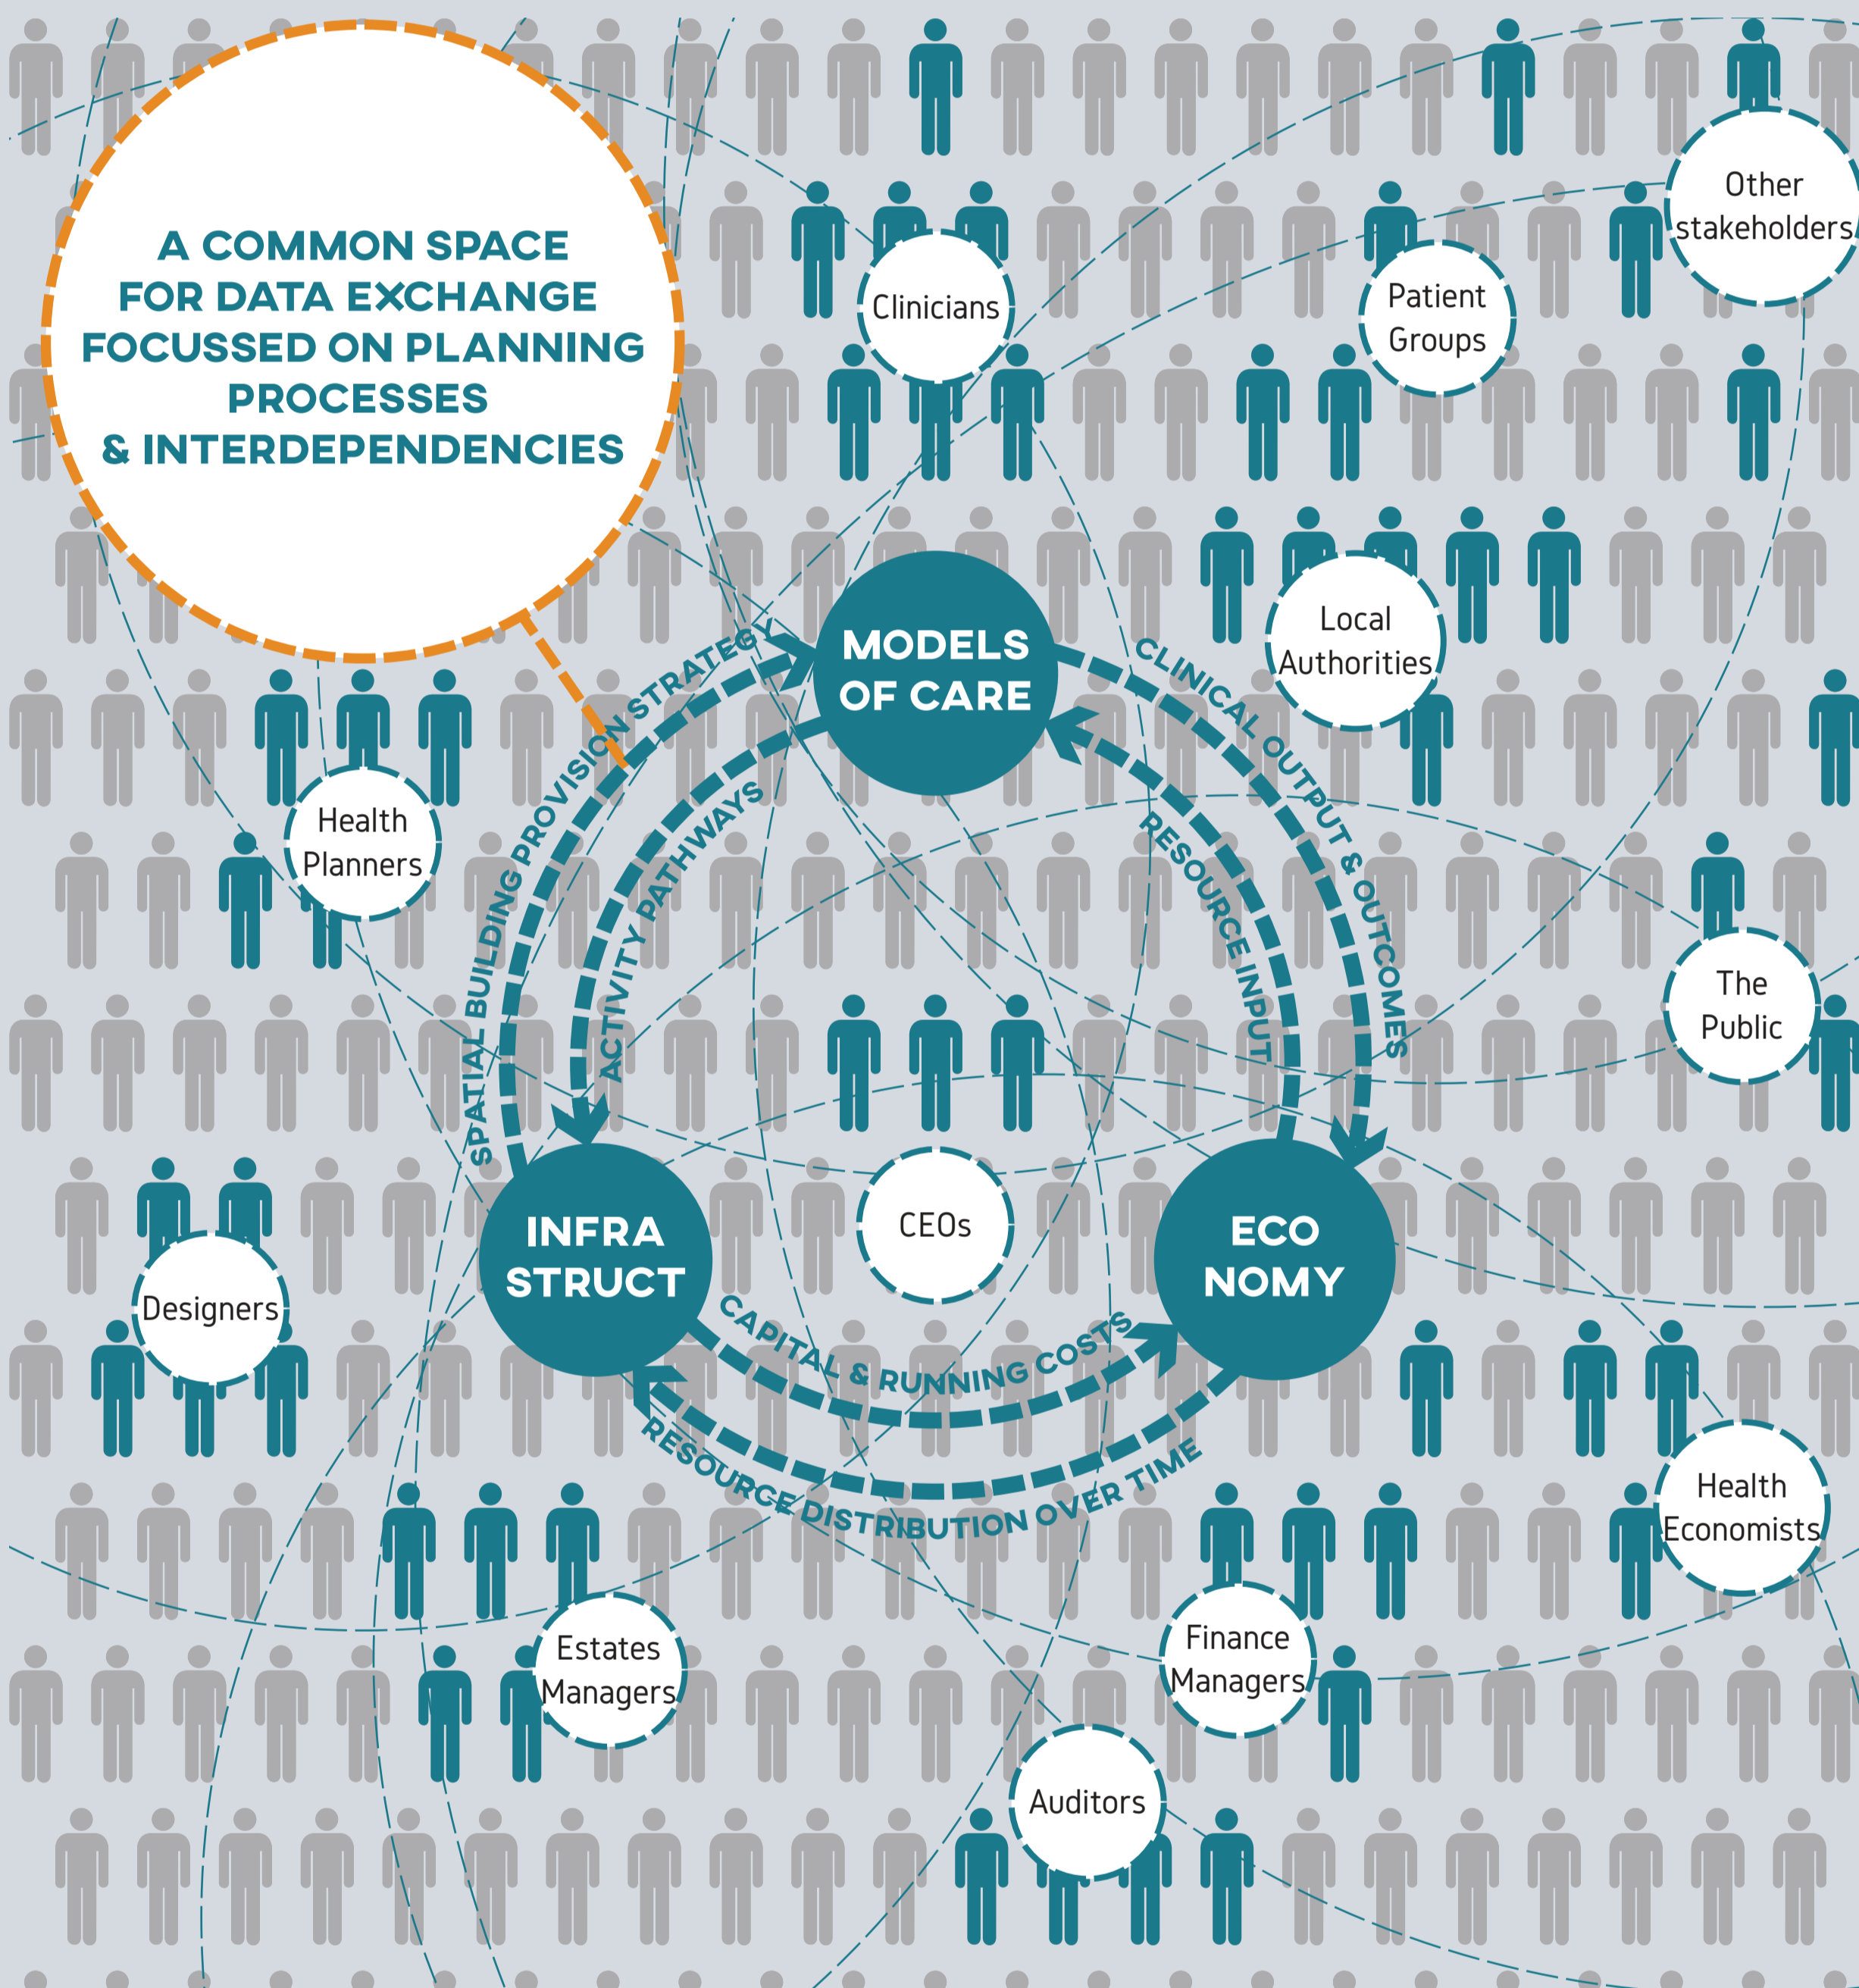 A COMMON SPACE
FOR DATA EXCHANGE
FOCUSSED ON PLANNING
PROCESSES
& INTERDEPENDENCIES
Other
stakeholders
Clinicians
Patient
Groups
Local
Authorities
MODELS
OF CARE
SPATIAL BUILDING PROVISION STRATEGY
ACTIVITY PATHWAYS
CLINICAL OUTPUT & OUTCOMES
RESOURCE INPUT
Health
Planners
The
Public
CEOs
INFRA
STRUCT
ECO
NOMY
Designers
CAPITAL & RUNNING COSTS
RESOURCE DISTRIBUTION OVER TIME
Health
Economists
Estates
Managers
Finance
Managers
Auditors